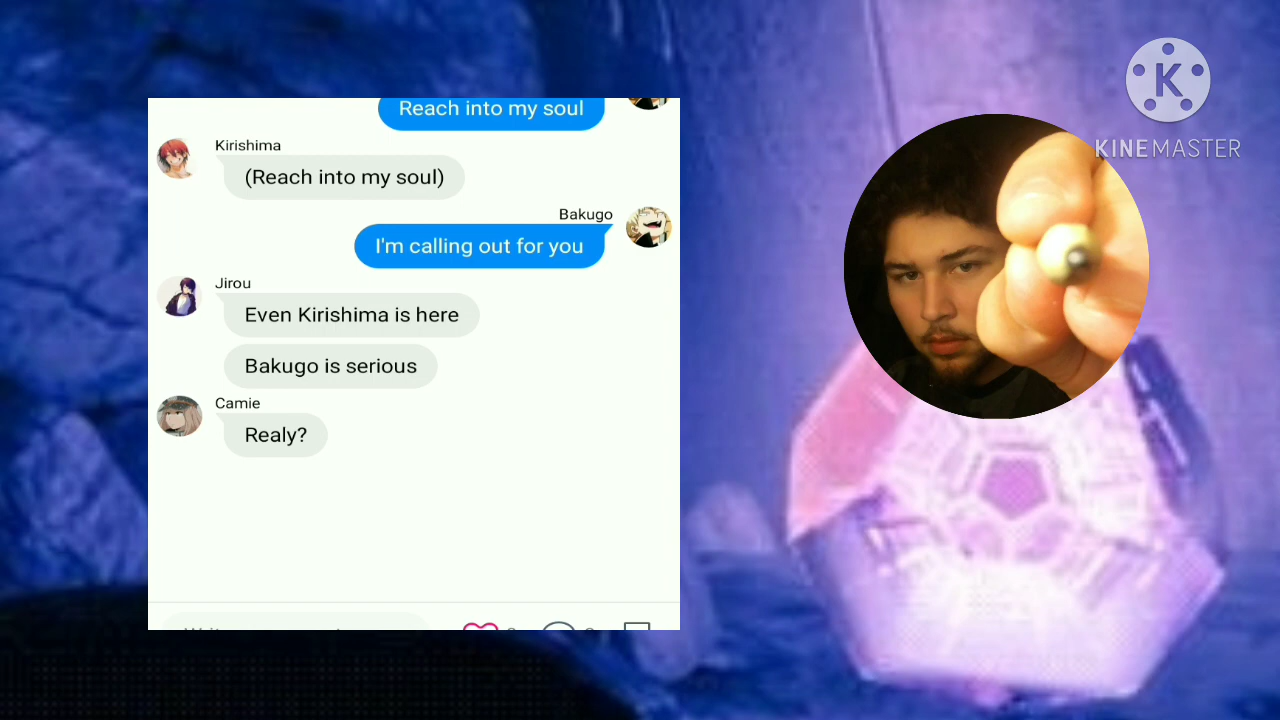 Reach into my soul
Kirishima
(Reach into my soul)
Bakugo
I'm calling out for you
Jirou
Even Kirishima is here
Bakugo is serious
Camie
Realy?
K
KINEMASTER